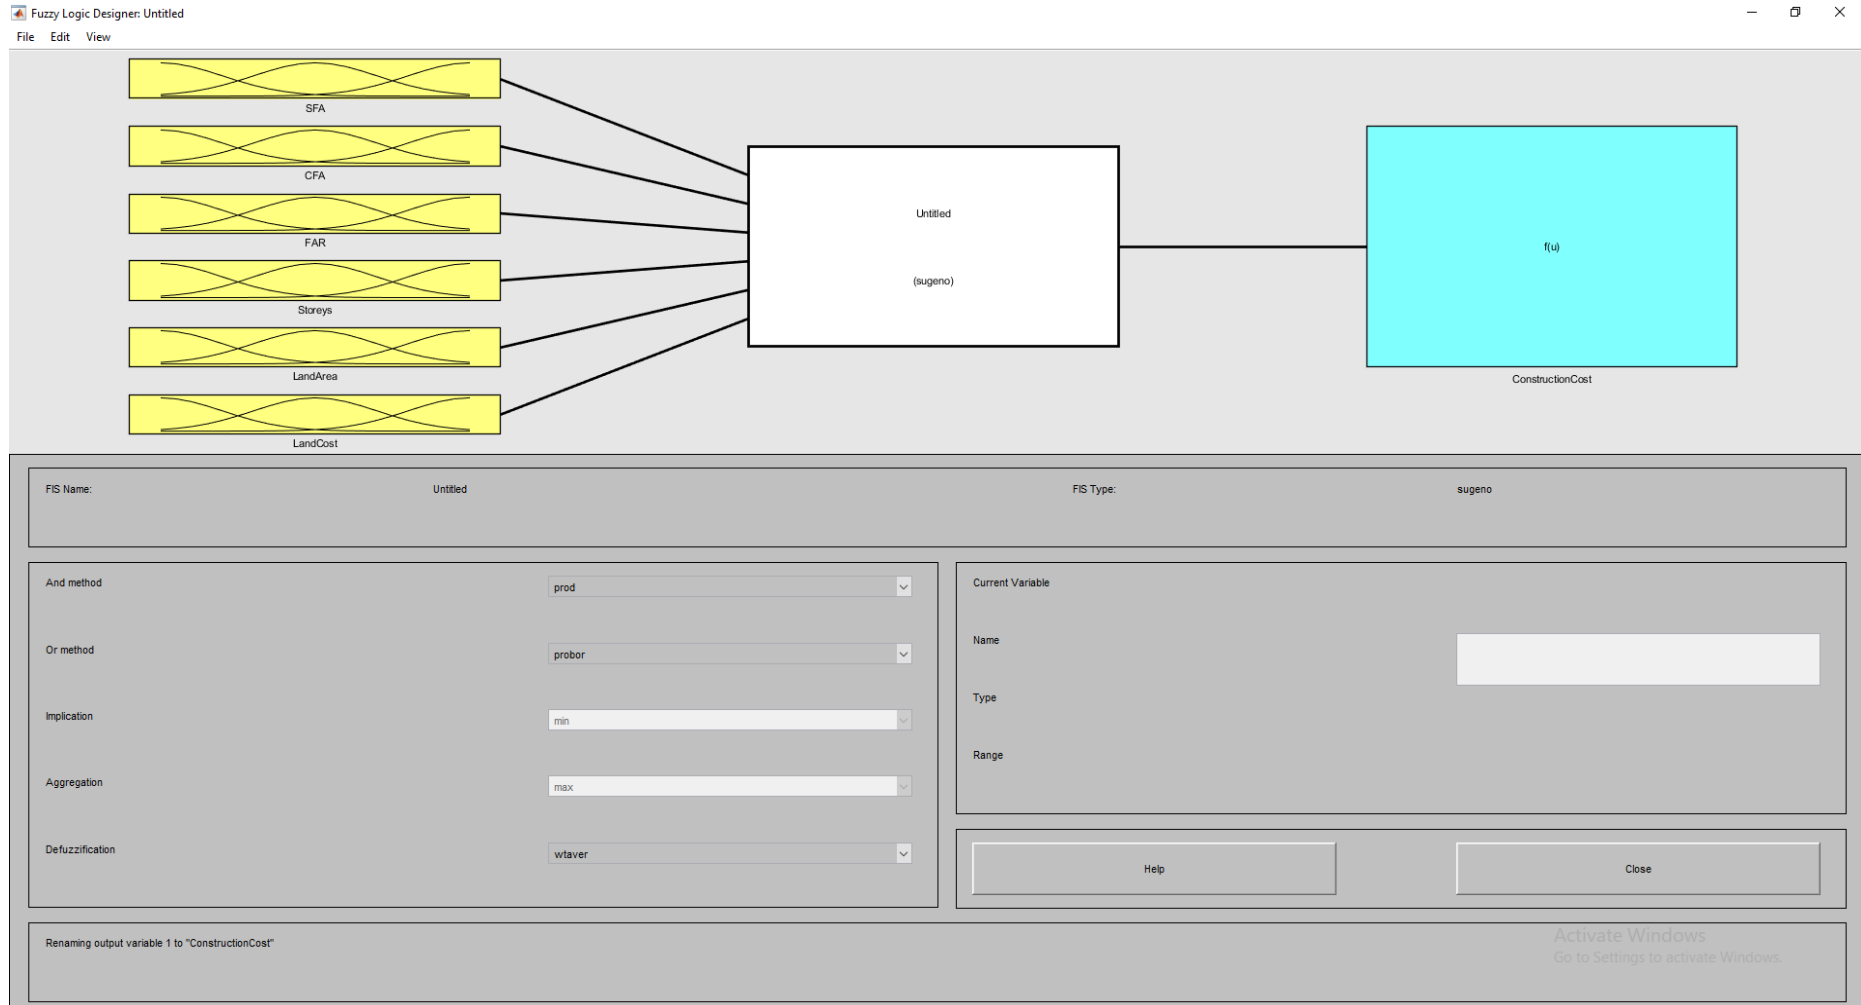 Fuzzy Logic Designer: Untitled
File Edit View
SFA
CFA
FAR
Storeys
LandArea
LandCost
Untitled
(sugeno)
f(u)
ConstructionCost
FIS Name: Untitled FIS Type: sugeno
And method prod
Or method probor
Implication min
Aggregation max
Defuzzification wtaver
Current Variable
Name
Type
Range
Help Close
Renaming output variable 1 to "ConstructionCost"
Activate Windows
Go to Settings to activate Windows.